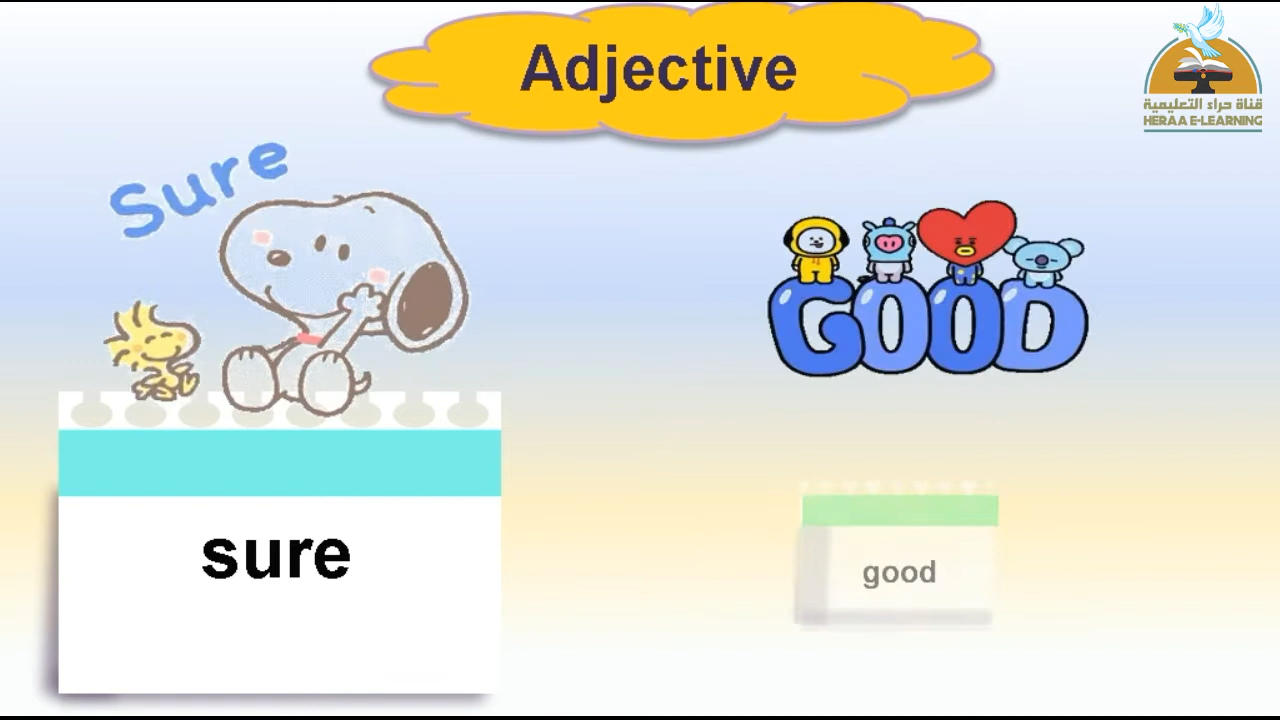 Adjective
قناة حراء التعليمية
HERAA E-LEARNING
Sure
GOOD
sure
good